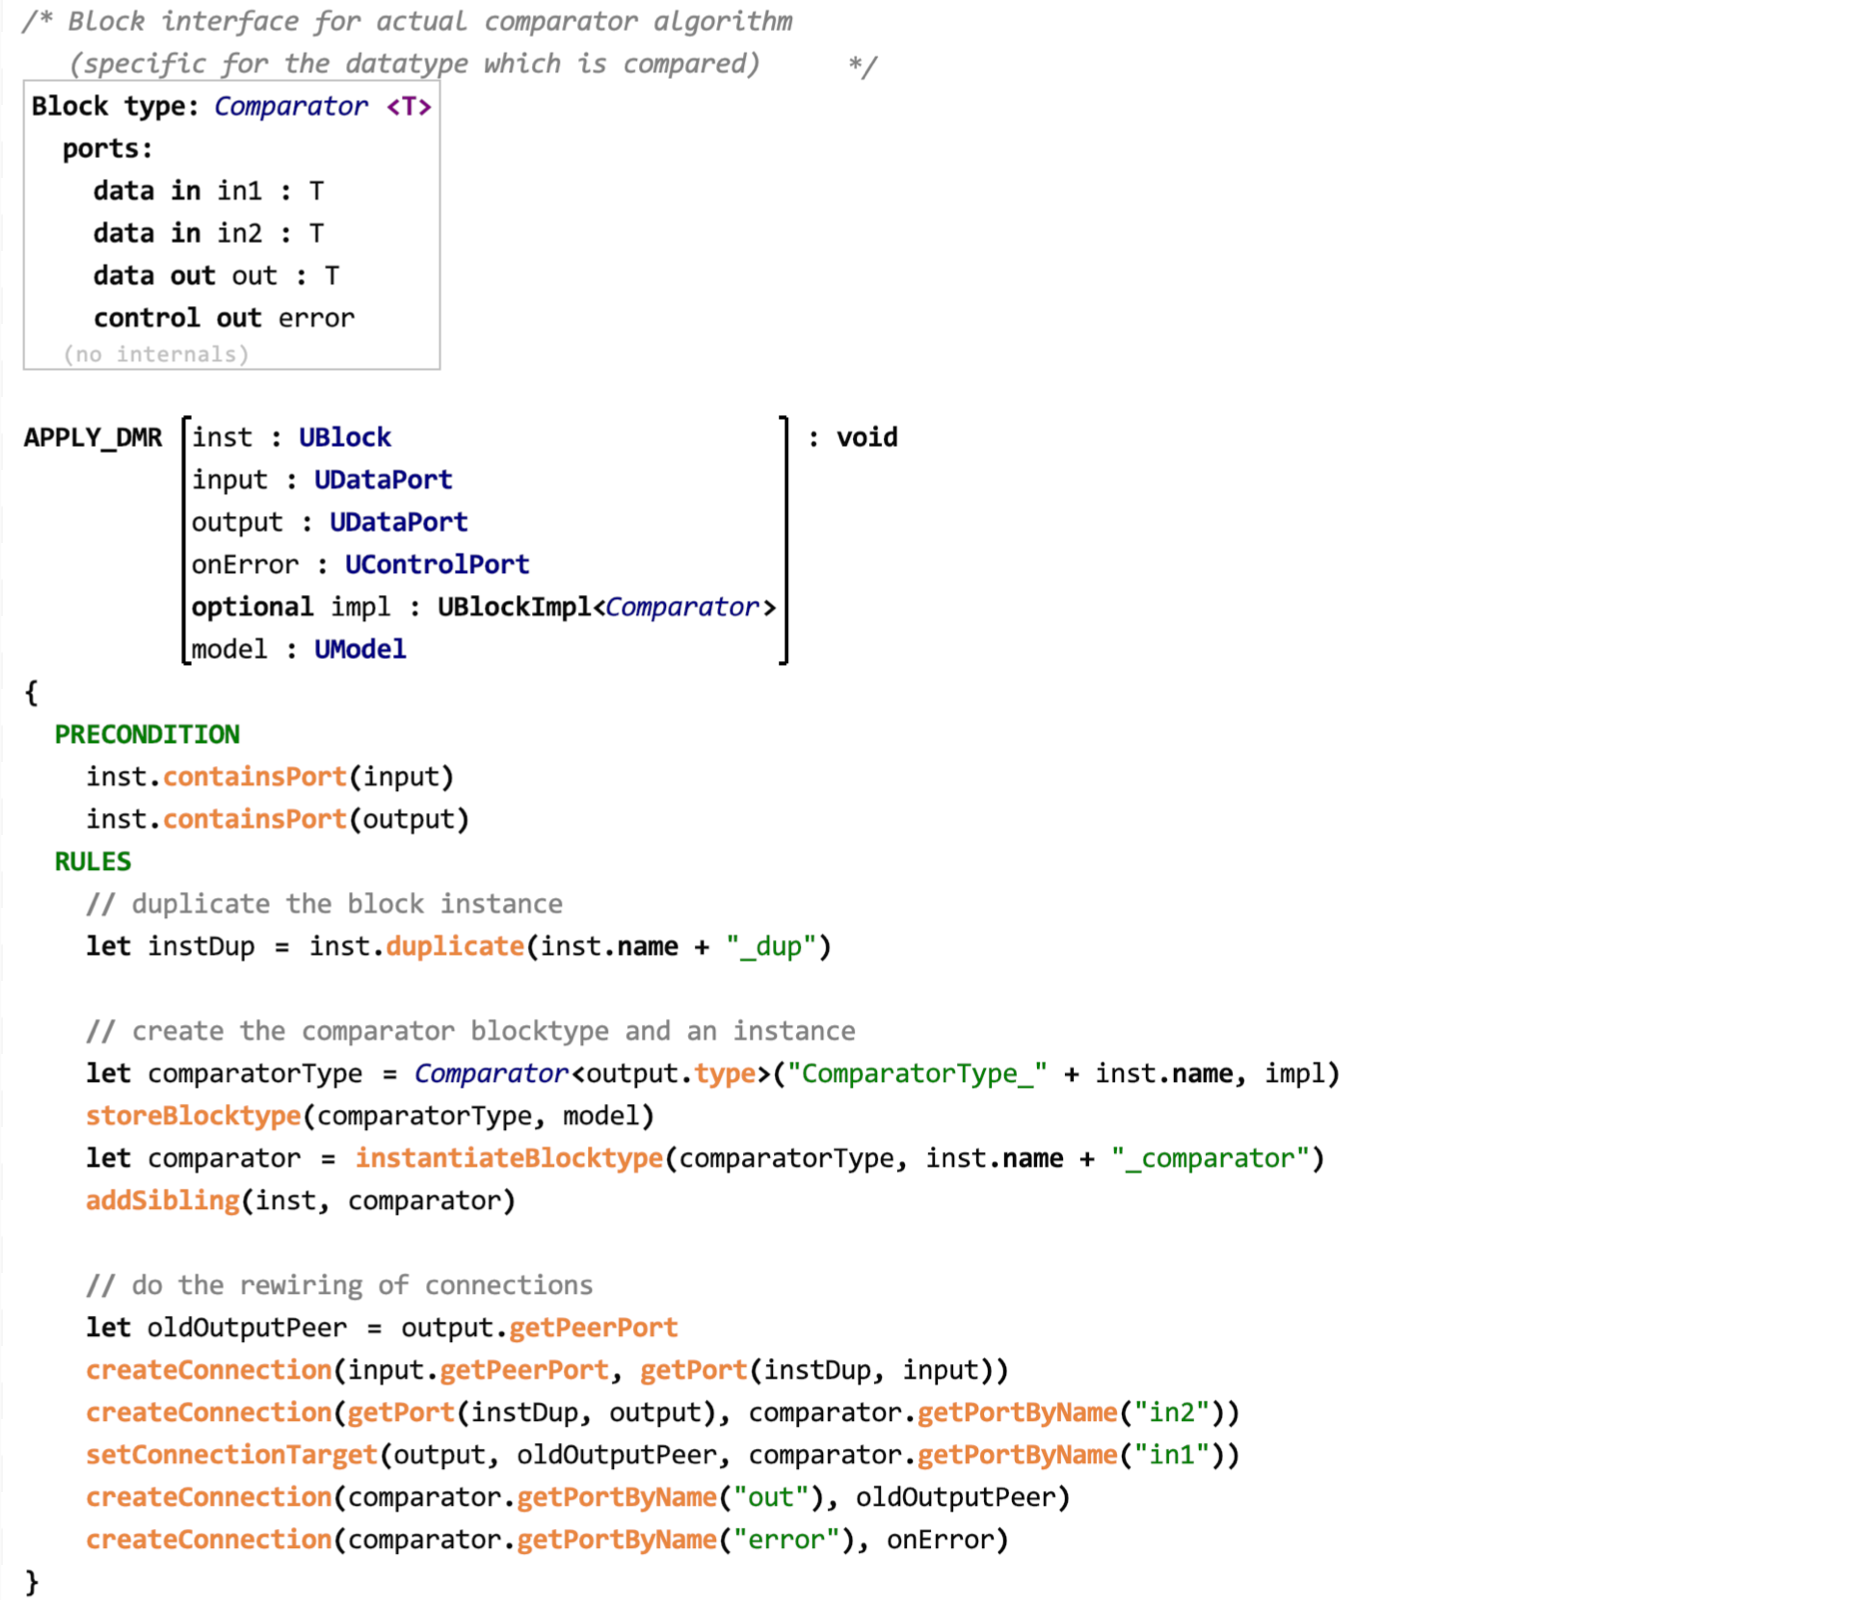 /* Block interface for actual comparator algorithm
(specific for the datatype which is compared) */
Block type: Comparator <T>
ports:
data in in1 : T
data in in2 : T
data out out : T
control out error
(no internals)
APPLY_DMR [inst : UBlock ] : void
input : UDataPort
output : UDataPort
onError : UControlPort
optional impl : UBlockImpl<Comparator>
model : UModel
{
PRECONDITION
inst.containsPort(input)
inst.containsPort(output)
RULES
// duplicate the block instance
let instDup = inst.duplicate(inst.name + "_dup")
// create the comparator blocktype and an instance
let comparatorType = Comparator<output.type>("ComparatorType_" + inst.name, impl)
storeBlocktype(comparatorType, model)
let comparator = instantiateBlocktype(comparatorType, inst.name + "_comparator")
addSibling(inst, comparator)
// do the rewiring of connections
let oldOutputPeer = output.getPeerPort
createConnection(input.getPeerPort, getPort(instDup, input))
createConnection(getPort(instDup, output), comparator.getPortByName("in2"))
setConnectionTarget(output, oldOutputPeer, comparator.getPortByName("in1"))
createConnection(comparator.getPortByName("out"), oldOutputPeer)
createConnection(comparator.getPortByName("error"), onError)
}